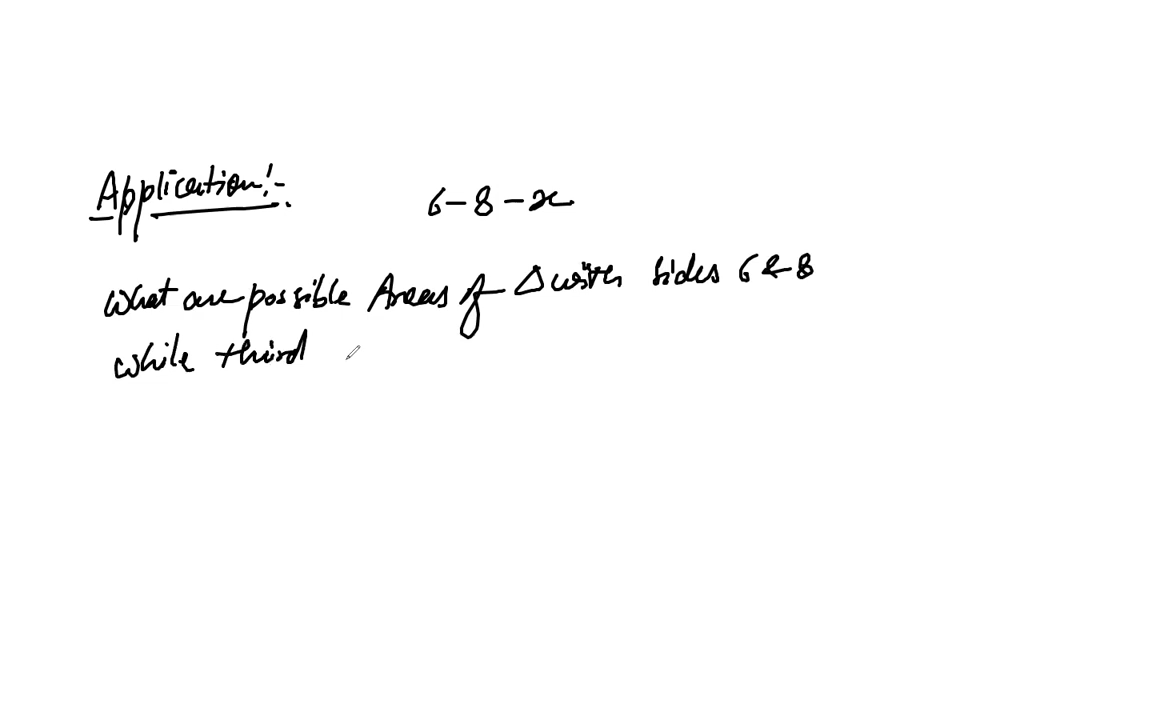 Application:-
6-8-x
What are possible Areas of Δ with sides 6 & 8
while third